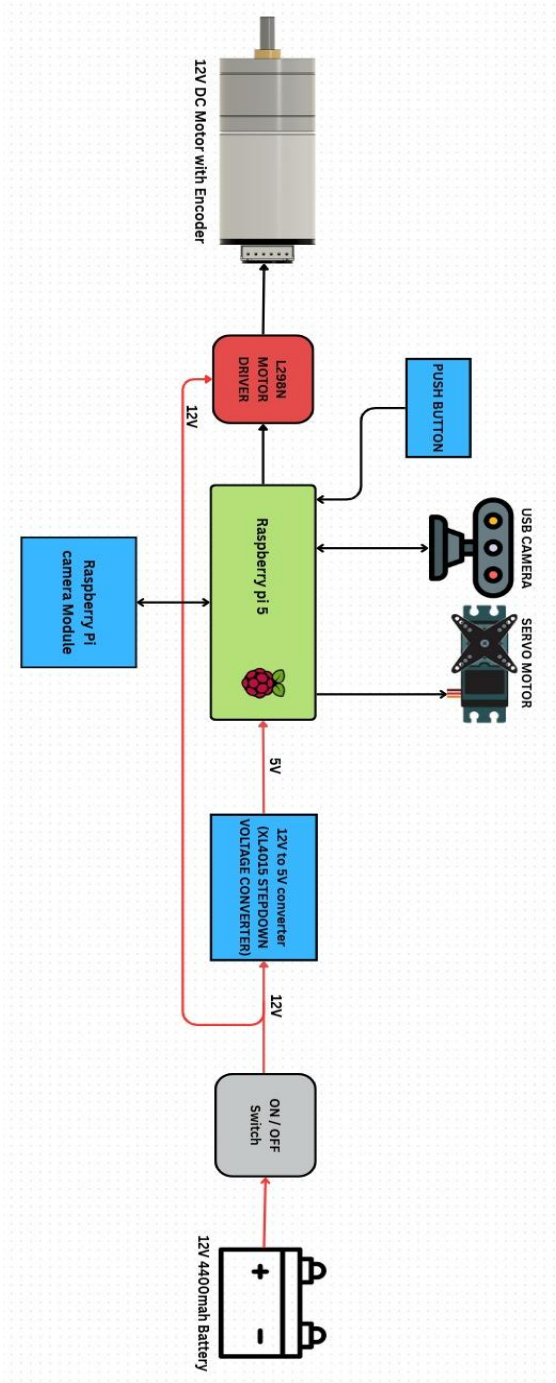 USB CAMERA
SERVO MOTOR
PUSH BUTTON
L298N
MOTOR
DRIVER
Raspberry pi 5
5V
12V to 5V converter
(XL4015 STEPDOWN
VOLTAGE CONVERTER)
12V
ON / OFF
Switch
12V DC Motor with Encoder
12V 4400mah Battery
12V
Raspberry Pi
camera Module